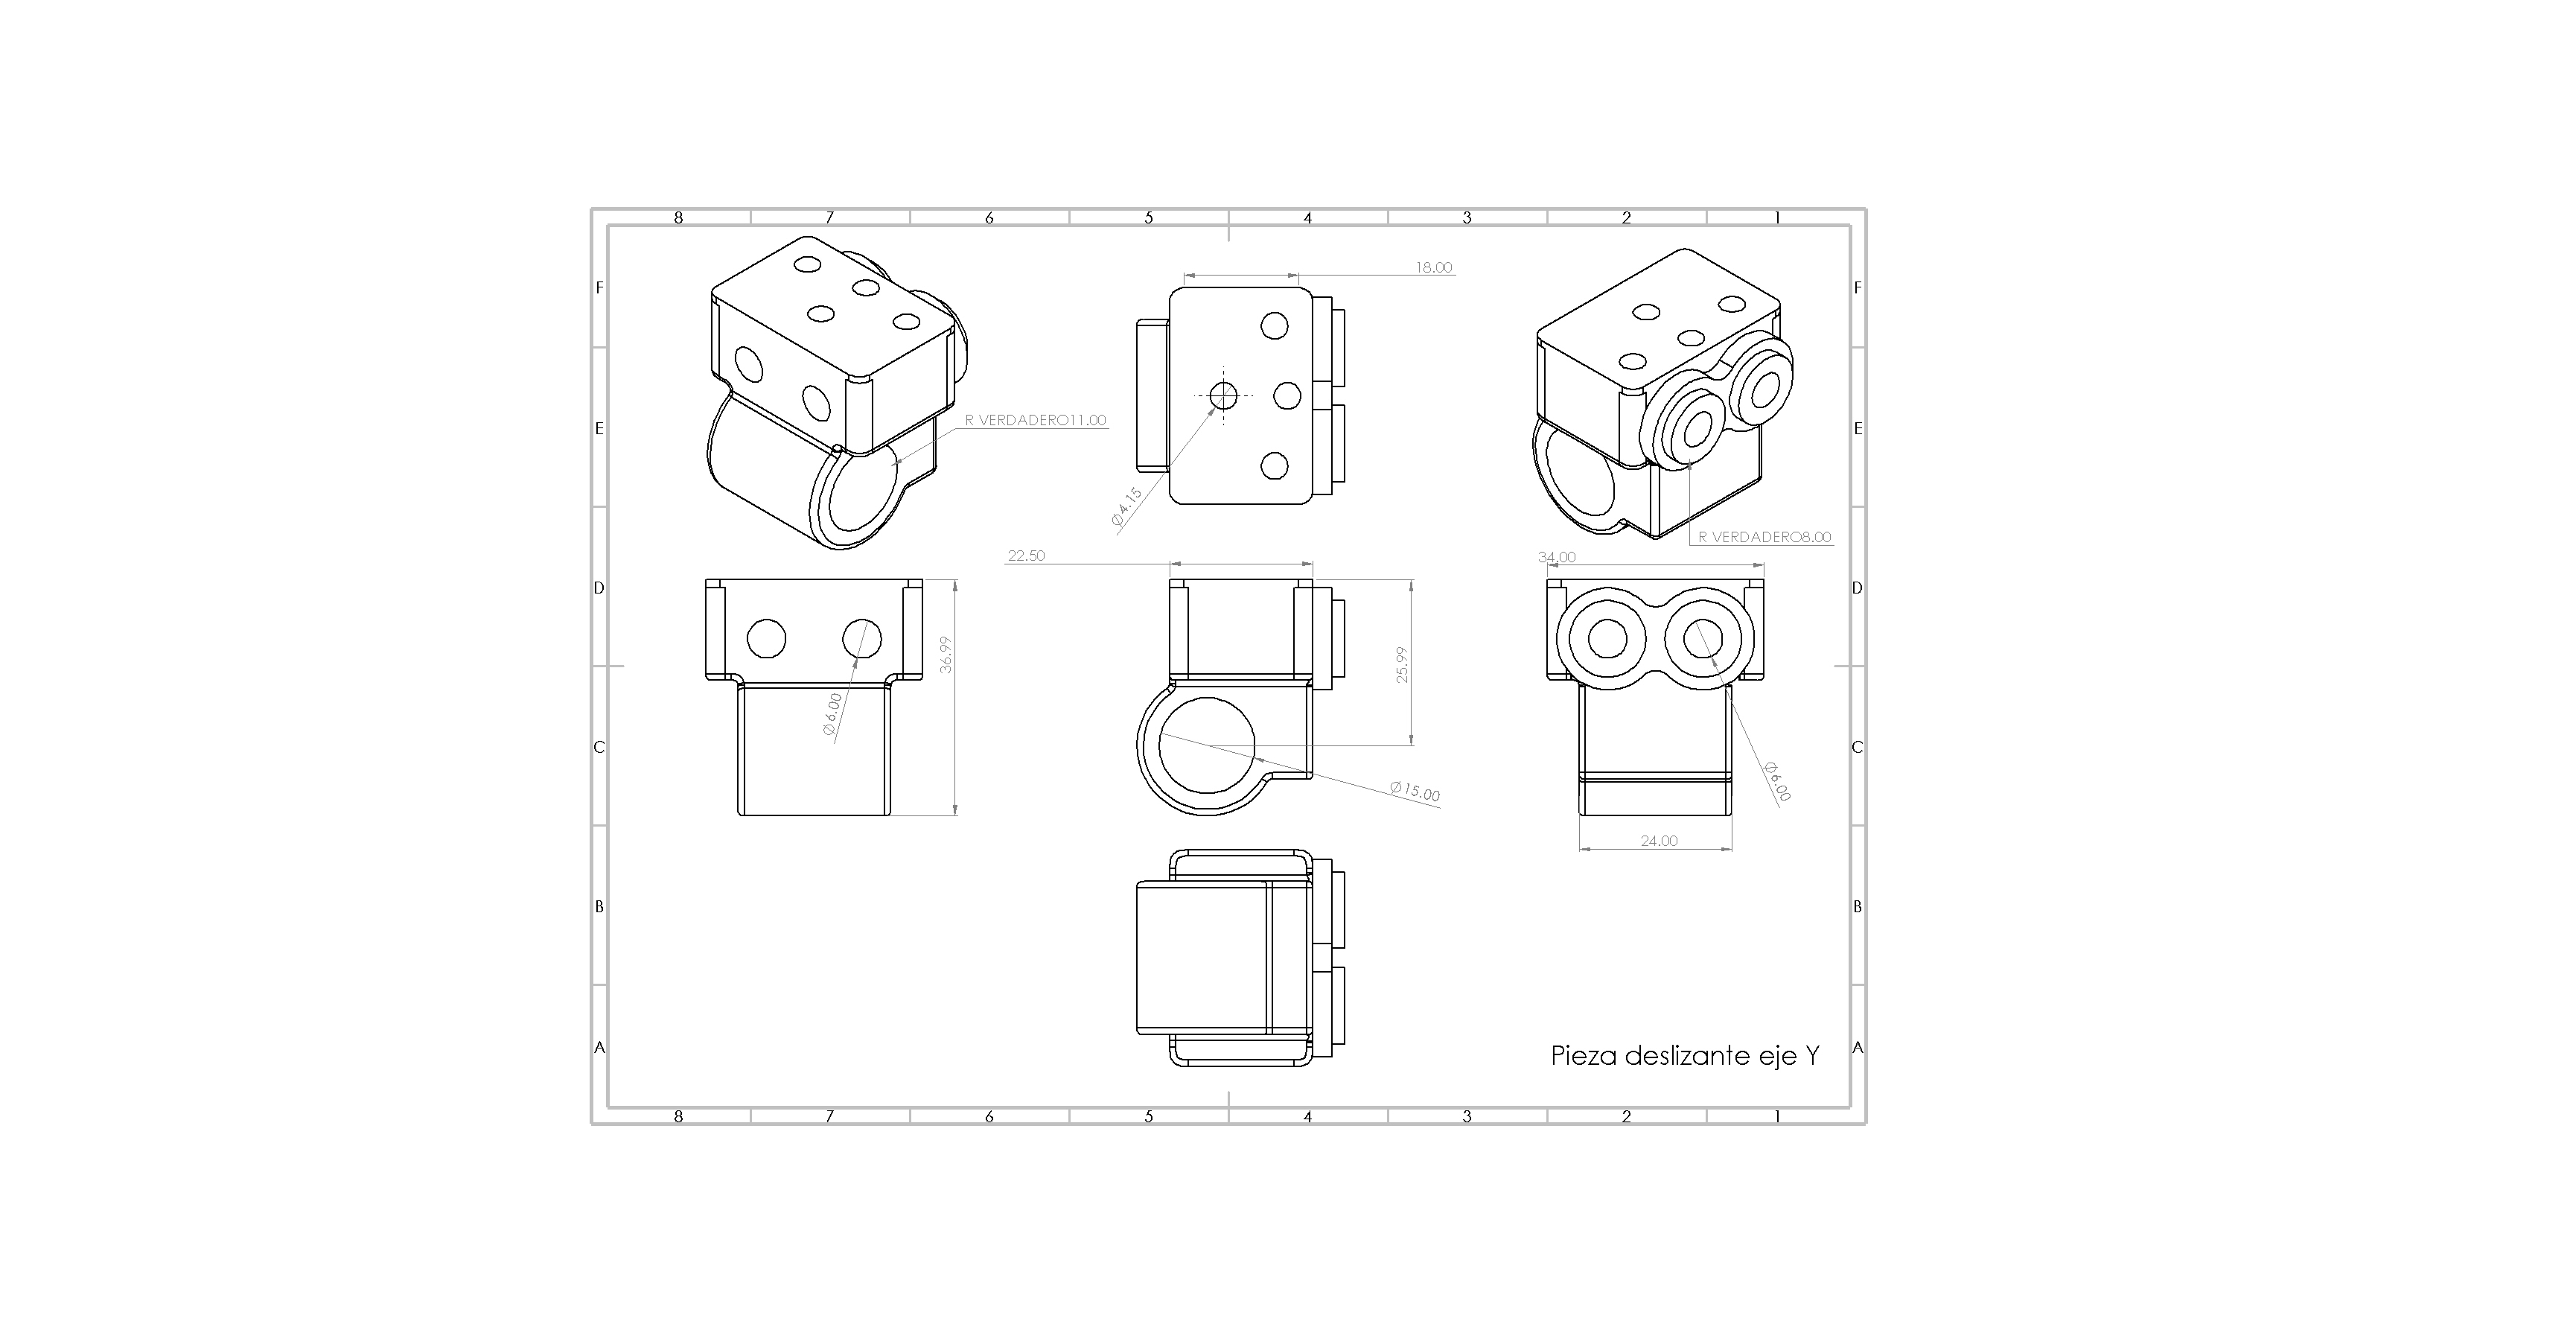 8 7 6 5 4 3 2 1
F F
18.00
E E
R VERDADERO11.00
Ø4.15
R VERDADERO8.00
22.50
34.00
D D
36.99
25.99
Ø6.00
C C
Ø15.00
Ø6.00
24.00
B B
A A
Pieza deslizante eje Y
8 7 6 5 4 3 2 1